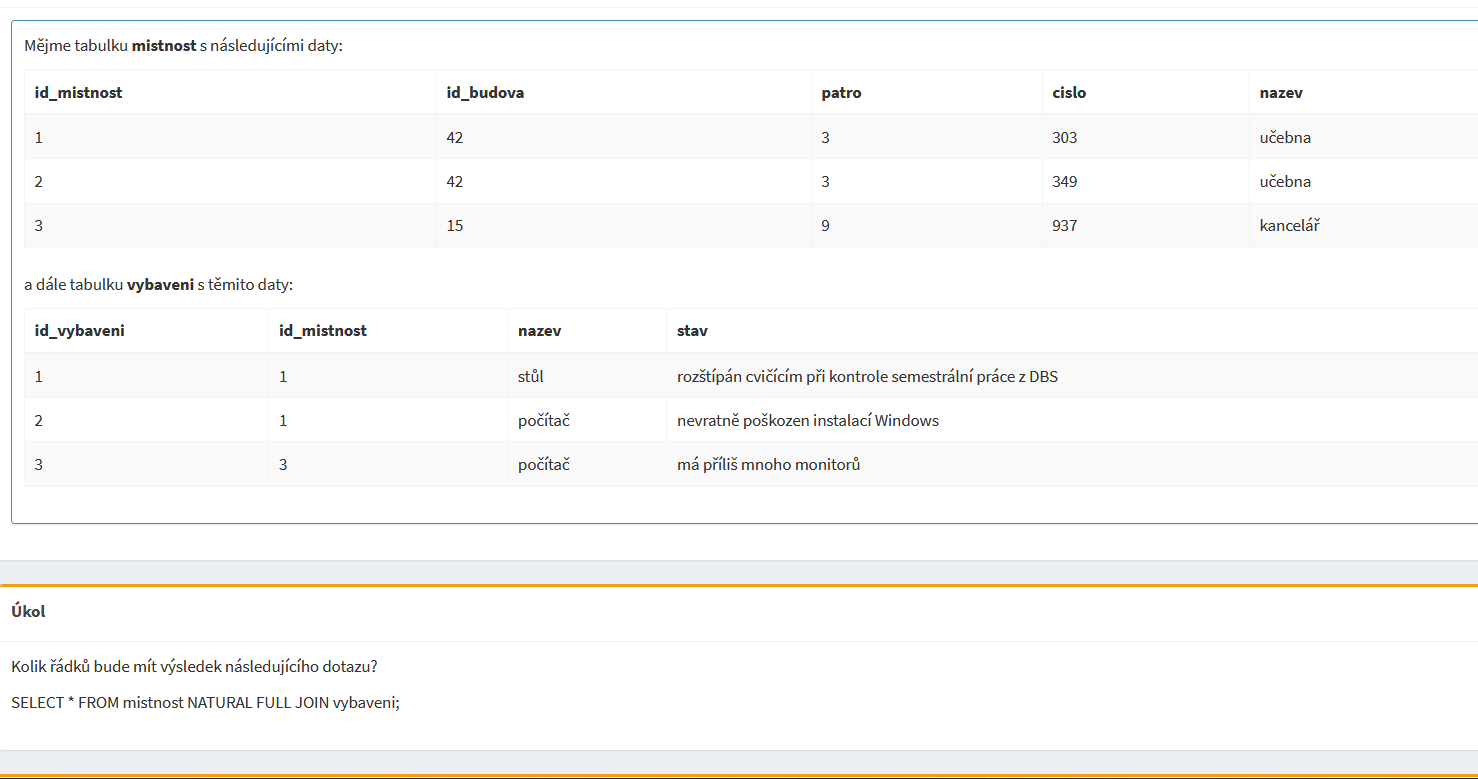 Mějme tabulku mistnost s následujícími daty:
id_mistnost id_budova patro cislo nazev
1 42 3 303 učebna
2 42 3 349 učebna
3 15 9 937 kancelář
a dále tabulku vybaveni s těmito daty:
id_vybaveni id_mistnost nazev stav
1 1 stůl rozštípán cvičícím při kontrole semestrální práce z DBS
2 1 počítač nevratně poškozen instalací Windows
3 3 počítač má příliš mnoho monitorů
Úkol
Kolik řádků bude mít výsledek následujícího dotazu?
SELECT * FROM mistnost NATURAL FULL JOIN vybaveni;